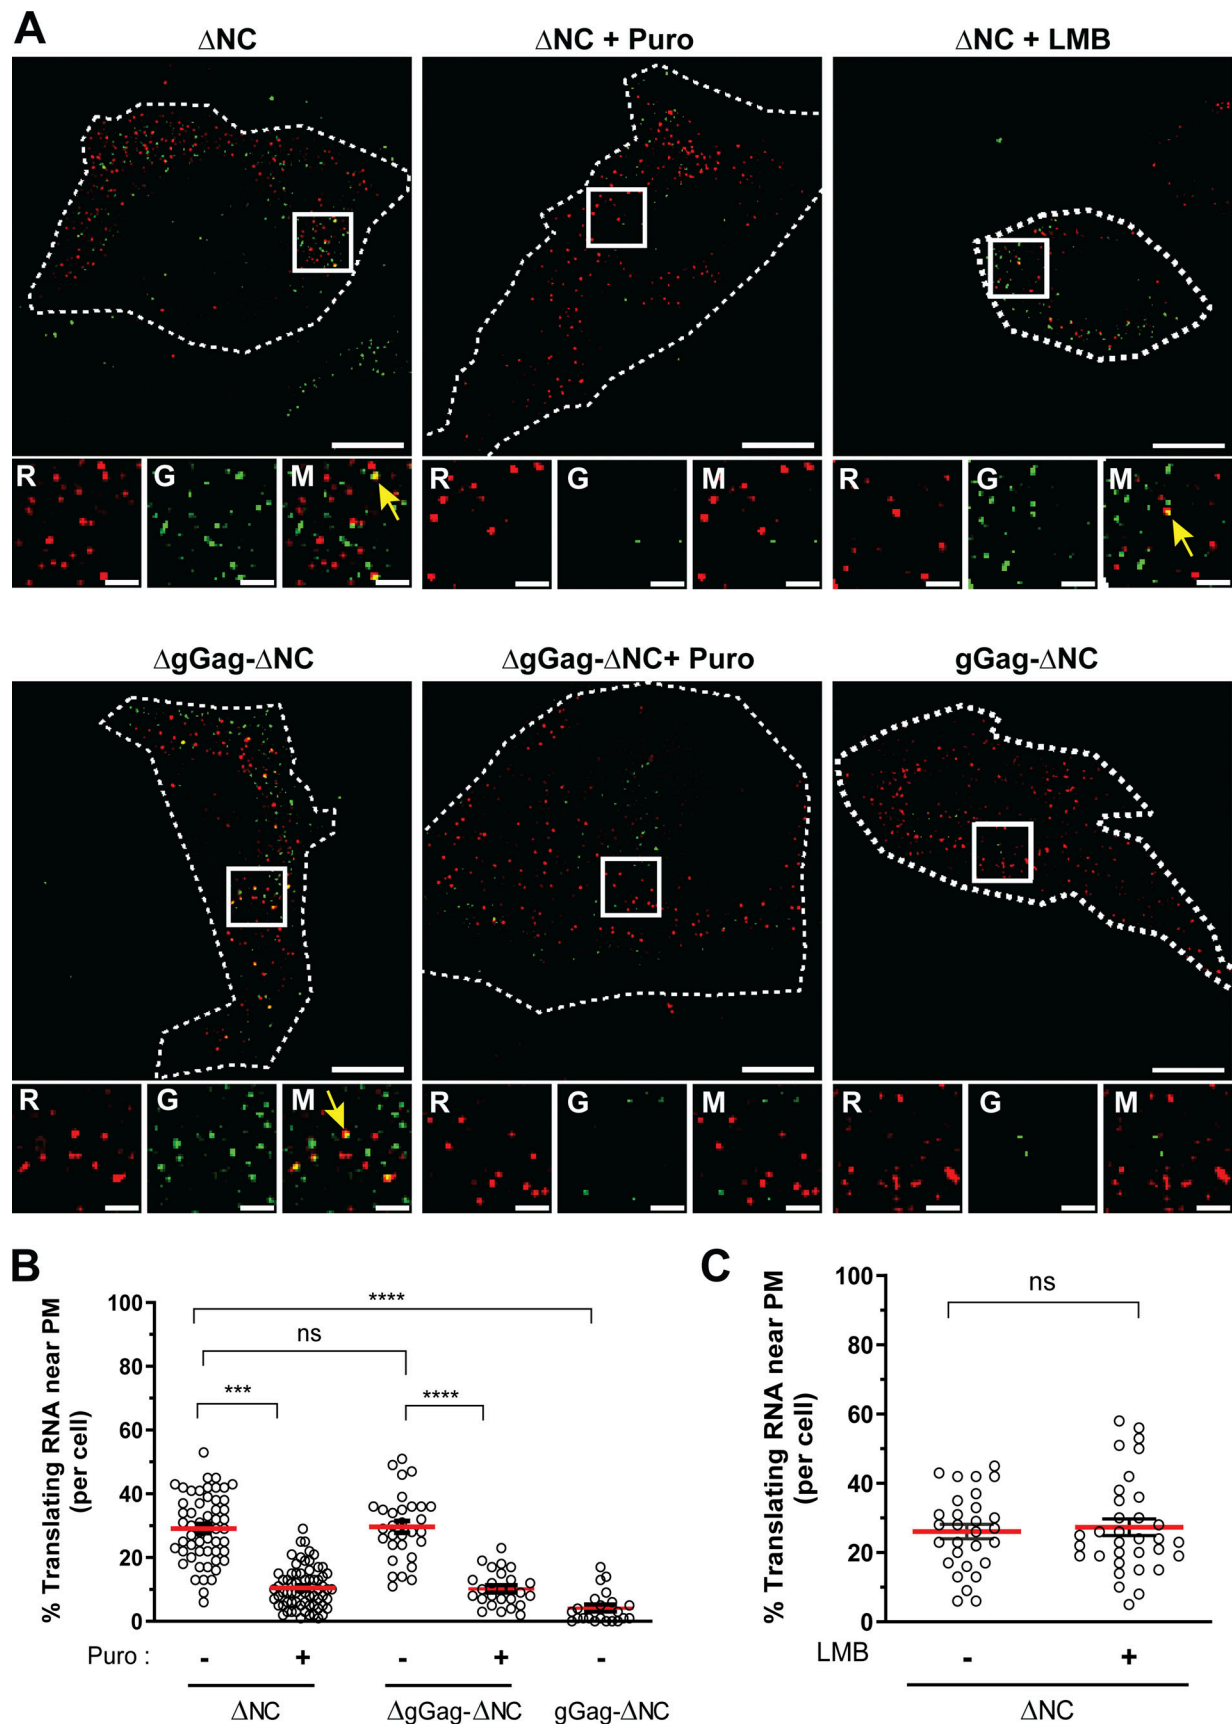 A
ΔNC
ΔNC + Puro
ΔNC + LMB
R G M R G M R G M
ΔgGag-ΔNC
ΔgGag-ΔNC+ Puro
gGag-ΔNC
R G M R G M R G M
B
% Translating RNA near PM
(per cell)
100
80
60
40
20
0
****
ns
***
****
Puro : - + - + -
ΔNC ΔgGag-ΔNC gGag-ΔNC
C
% Translating RNA near PM
(per cell)
100
80
60
40
20
0
ns
LMB - +
ΔNC